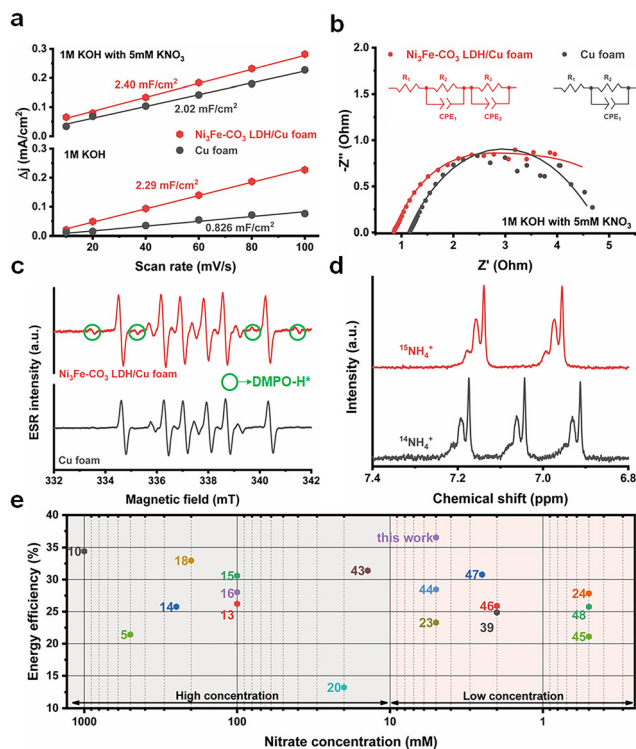 a
1M KOH with 5mM KNO₃
2.40 mF/cm²
2.02 mF/cm²
Ni₃Fe-CO₃ LDH/Cu foam
Cu foam
1M KOH
2.29 mF/cm²
0.826 mF/cm²
0.3
0.2
0.1
0.0
0.3
0.2
0.1
0.0
Δj (mA/cm²)
20 40 60 80 100
Scan rate (mV/s)
b
Ni₃Fe-CO₃ LDH/Cu foam
Cu foam
R₁ R₂ R₃
CPE₁ CPE₂
R₁ R₂
CPE₁
1M KOH with 5mM KNO₃
2.0
1.5
1.0
0.5
0.0
-Z'' (Ohm)
0 1 2 3 4 5
Z' (Ohm)
c
Ni₃Fe-CO₃ LDH/Cu foam
DMPO-H*
Cu foam
ESR intensity (a.u.)
332 334 336 338 340 342
Magnetic field (mT)
d
¹⁵NH₄⁺
¹⁴NH₄⁺
Intensity (a.u.)
7.4 7.2 7.0 6.8
Chemical shift (ppm)
e
40
35
30
25
20
15
10
Energy efficiency (%)
10
5
14
18
15
16
13
20
43
this work
44
23
47
46
39
24
48
45
High concentration
Low concentration
1000 100 10 1
Nitrate concentration (mM)